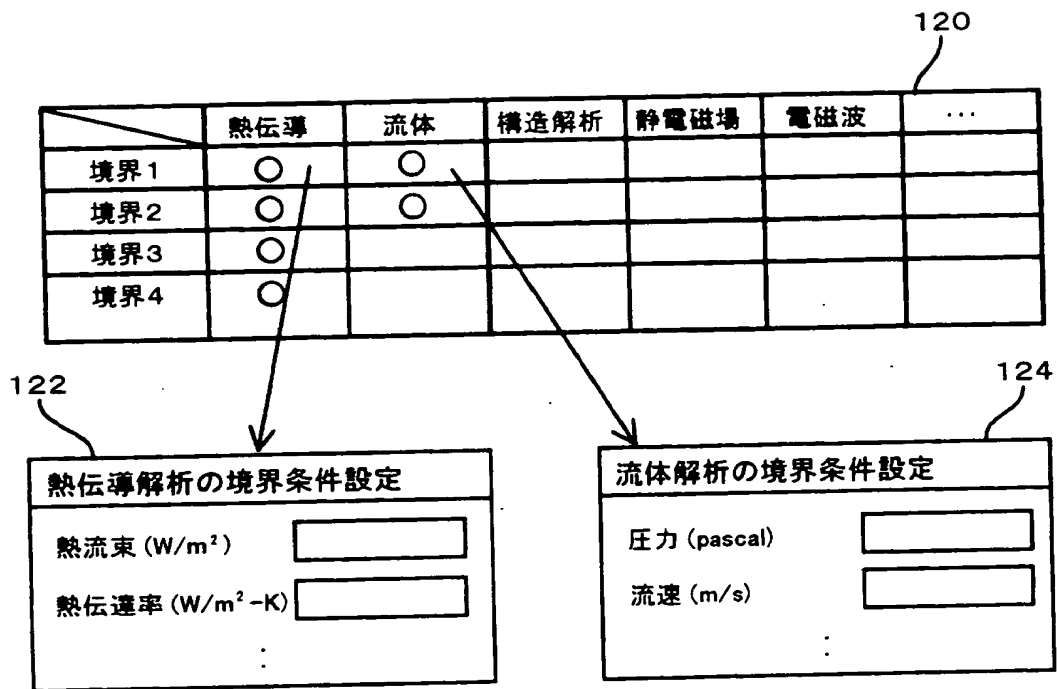 120
熱伝導 流体 構造解析 静電磁場 電磁波 ...
境界1 ○ ○
境界2 ○ ○
境界3 ○
境界4 ○
122
124
熱伝導解析の境界条件設定
熱流束 (W/m²)
熱伝達率 (W/m²-K)
:
流体解析の境界条件設定
圧力 (pascal)
流速 (m/s)
: